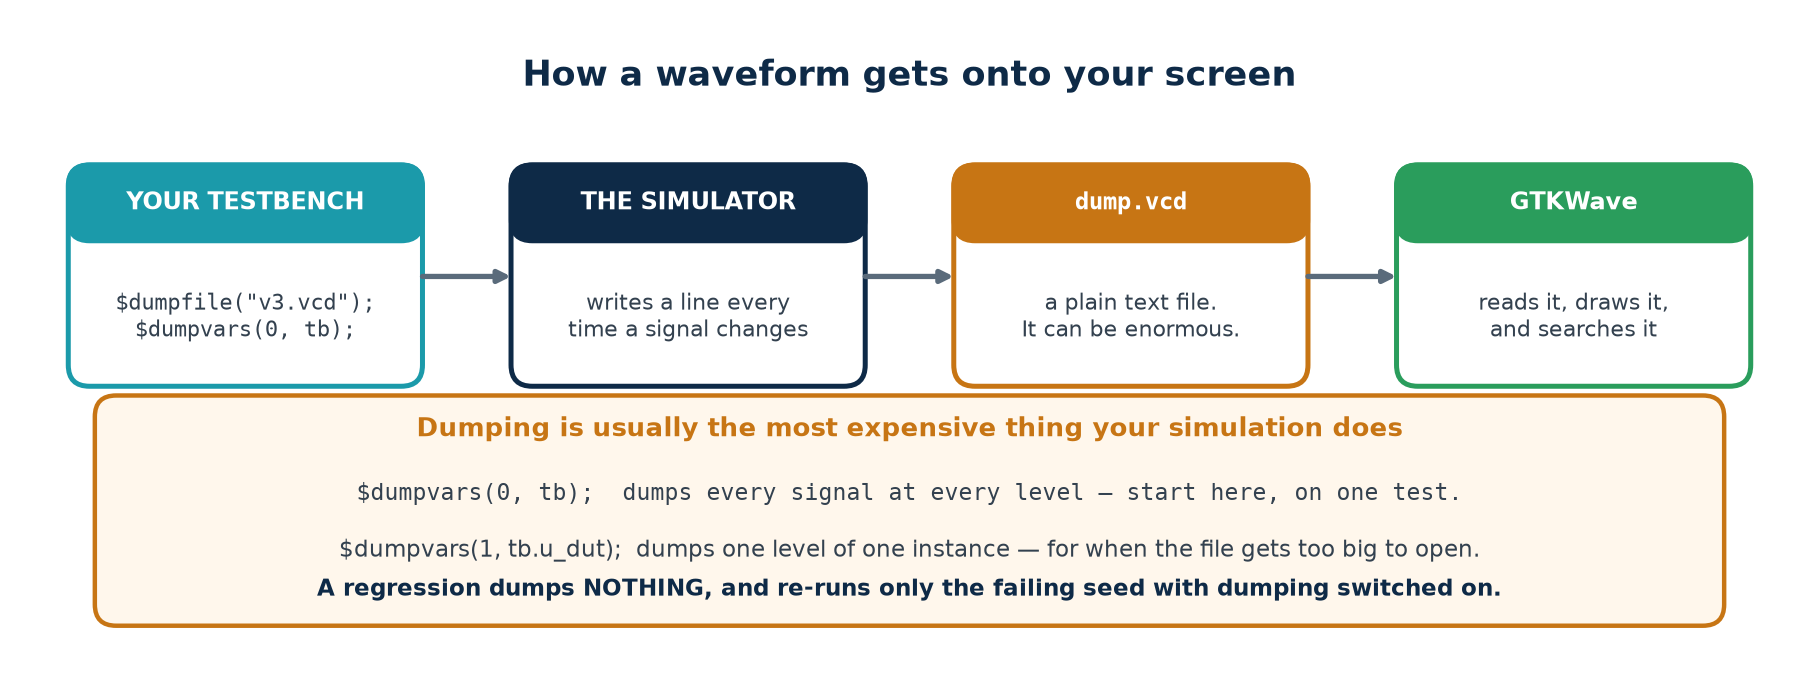 How a waveform gets onto your screen
YOUR TESTBENCH
$dumpfile("v3.vcd");
$dumpvars(0, tb);
THE SIMULATOR
writes a line every
time a signal changes
dump.vcd
a plain text file.
It can be enormous.
GTKWave
reads it, draws it,
and searches it
Dumping is usually the most expensive thing your simulation does
$dumpvars(0, tb);  dumps every signal at every level — start here, on one test.
$dumpvars(1, tb.u_dut);  dumps one level of one instance — for when the file gets too big to open.
A regression dumps NOTHING, and re-runs only the failing seed with dumping switched on.